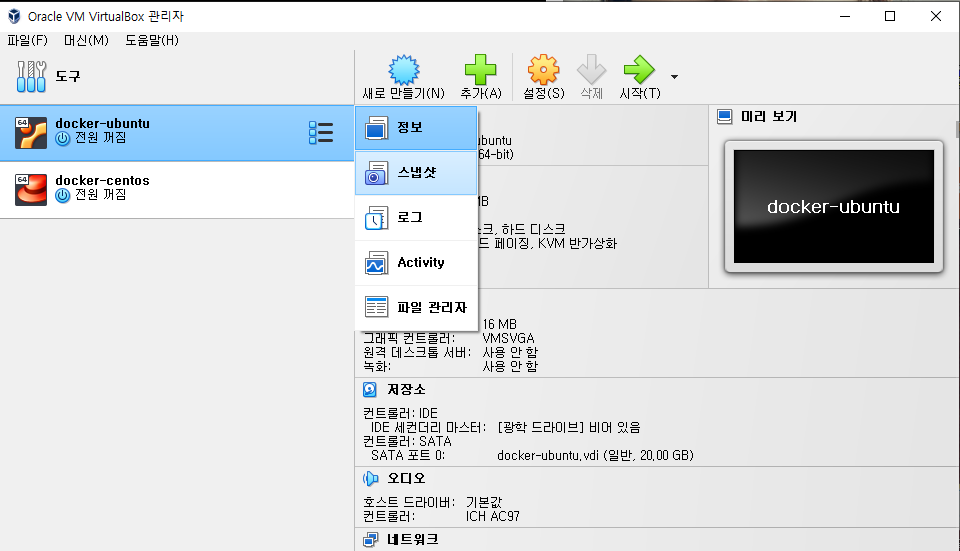 Oracle VM VirtualBox 관리자
파일(F) 머신(M) 도움말(H)
도구
새로 만들기(N) 추가(A) 설정(S) 삭제 시작(T)
64
docker-ubuntu
전원 꺼짐
64
docker-centos
전원 꺼짐
정보
스냅샷
로그
Activity
파일 관리자
ubuntu
64-bit)
MB
스크, 하드 디스크
드 페이징, KVM 반가상화
미리 보기
docker-ubuntu
16 MB
그래픽 컨트롤러: VMSVGA
원격 데스크톱 서버: 사용 안 함
녹화: 사용 안 함
저장소
컨트롤러: IDE
IDE 세컨더리 마스터: [광학 드라이브] 비어 있음
컨트롤러: SATA
SATA 포트 0: docker-ubuntu.vdi (일반, 20.00 GB)
오디오
호스트 드라이버: 기본값
컨트롤러: ICH AC97
네트워크